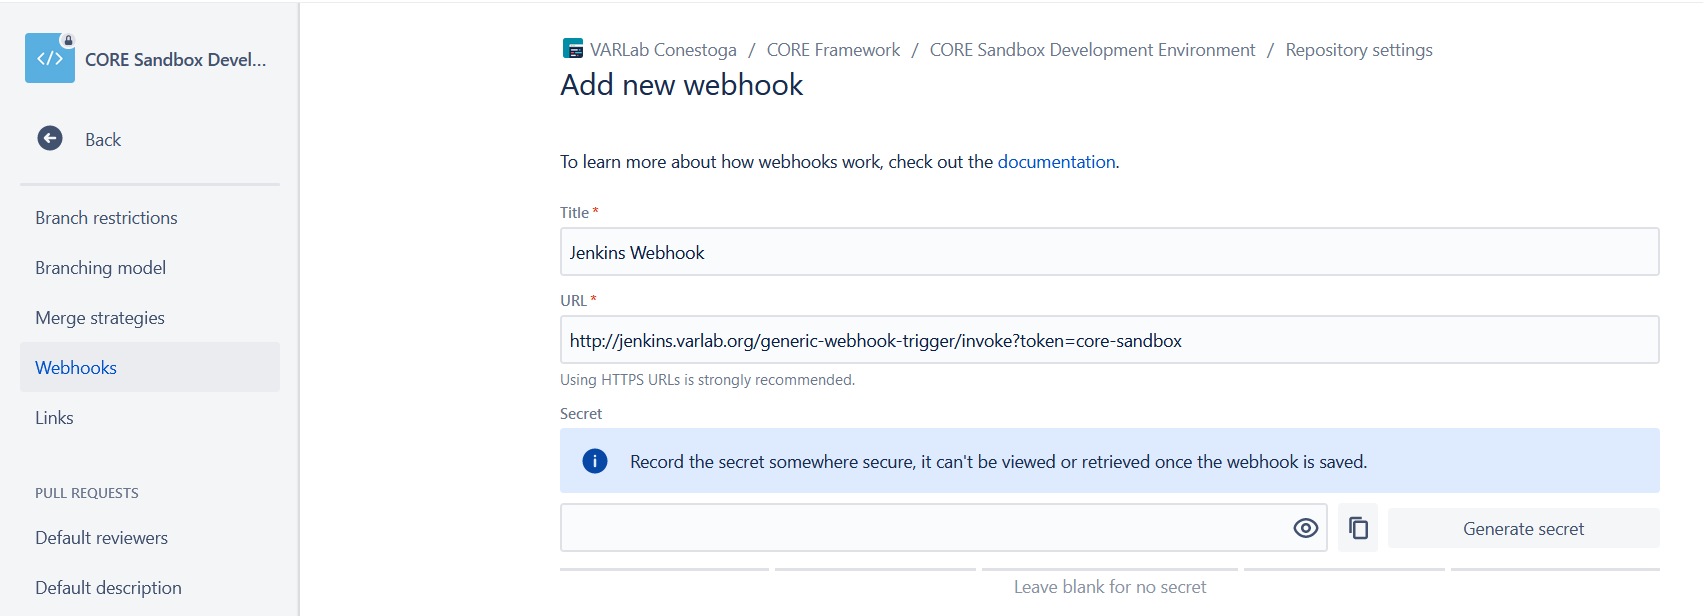 CORE Sandbox Devel...
Back
Branch restrictions
Branching model
Merge strategies
Webhooks
Links
PULL REQUESTS
Default reviewers
Default description
VARLab Conestoga / CORE Framework / CORE Sandbox Development Environment / Repository settings
Add new webhook
To learn more about how webhooks work, check out the documentation.
Title *
Jenkins Webhook
URL *
http://jenkins.varlab.org/generic-webhook-trigger/invoke?token=core-sandbox
Using HTTPS URLs is strongly recommended.
Secret
Record the secret somewhere secure, it can't be viewed or retrieved once the webhook is saved.
Generate secret
Leave blank for no secret